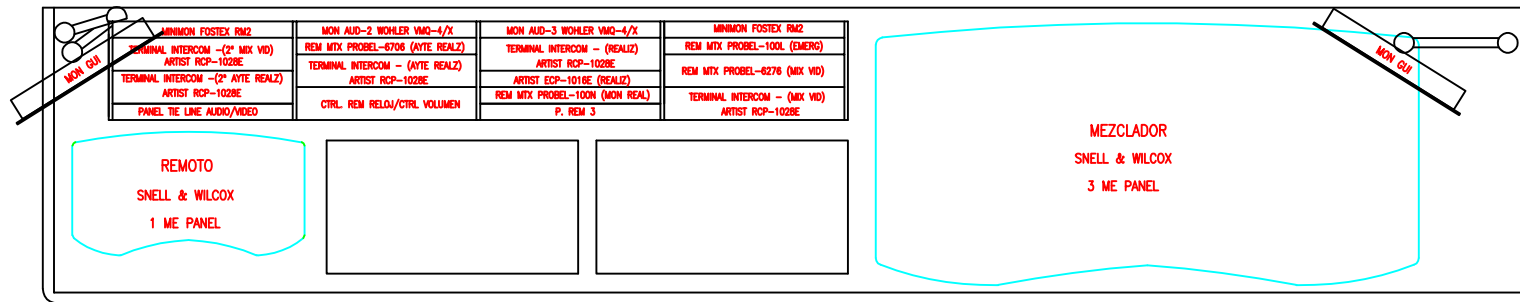 MINIMON FOSTEX RM2
TERMINAL INTERCOM -(2° MIX VID)
ARTIST RCP-1028E
TERMINAL INTERCOM -(2° AYTE REALZ)
ARTIST RCP-1028E
PANEL TIE LINE AUDIO/VIDEO
MON AUD-2 WOHLER VMQ-4/X
REM MTX PROBEL-6706 (AYTE REALZ)
TERMINAL INTERCOM - (AYTE REALZ)
ARTIST RCP-1028E
CTRL. REM RELOJ/CTRL VOLUMEN
MON AUD-3 WOHLER VMQ-4/X
TERMINAL INTERCOM - (REALIZ)
ARTIST RCP-1028E
ARTIST ECP-1016E (REALIZ)
REM MTX PROBEL-100N (MON REAL)
P. REM 3
MINIMON FOSTEX RM2
REM MTX PROBEL-100L (EMERG)
REM MTX PROBEL-6276 (MIX VID)
TERMINAL INTERCOM - (MIX VID)
ARTIST RCP-1028E
MON GUI
MON GUI
REMOTO
SNELL & WILCOX
1 ME PANEL
MEZCLADOR
SNELL & WILCOX
3 ME PANEL